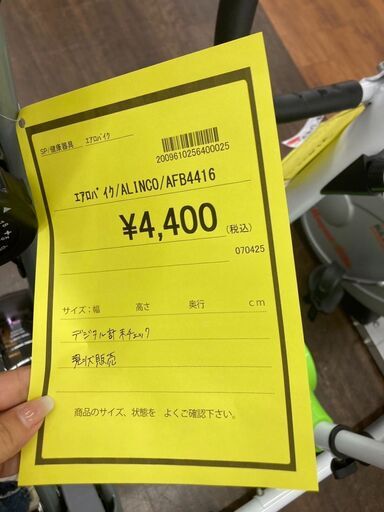 SP/健康器具 エアロバイク
2009610256400025
ｴｱﾛﾊﾞｲｸ/ALINCO/AFB4416
¥4,400(税込)
070425
サイズ:幅 高さ 奥行 cm
デジタル計未チェック
現状販売
商品のサイズ、状態を よくご確認下さい。